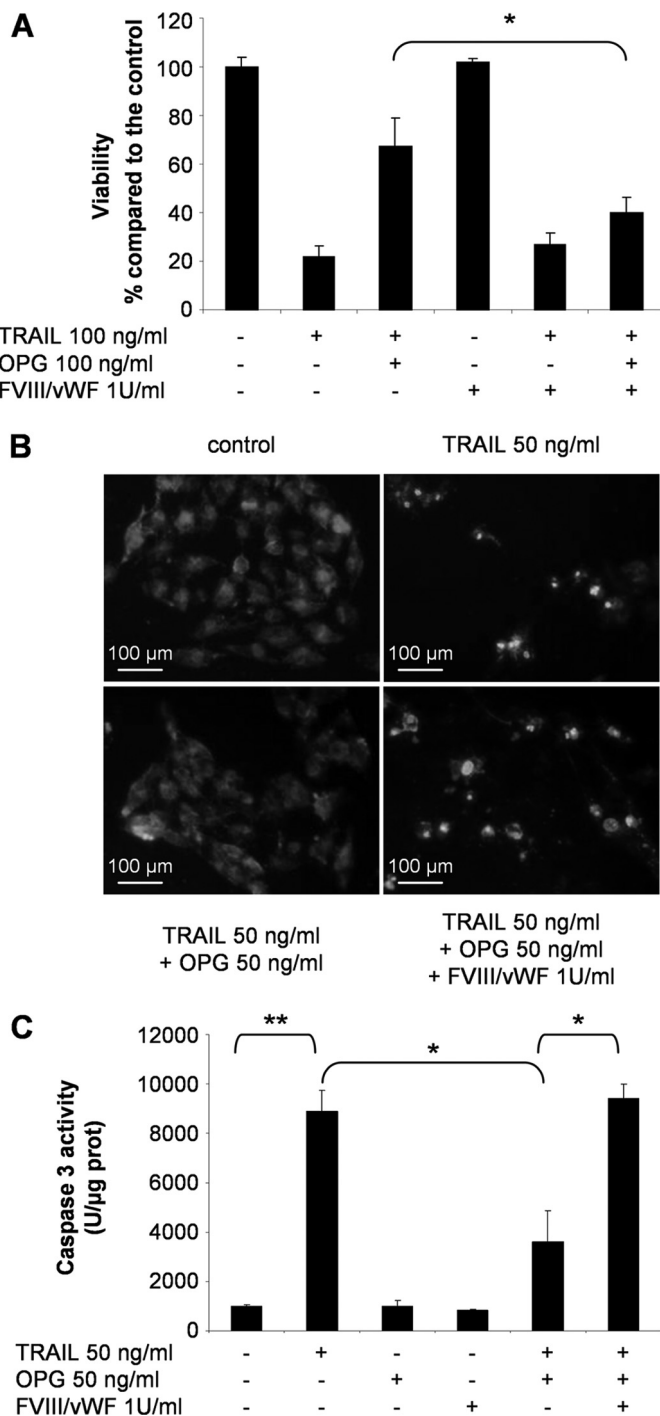 A
Viability
% compared to the control
120
100
80
60
40
20
0
*
TRAIL 100 ng/ml - + + - + +
OPG 100 ng/ml - - + - - +
FVIII/vWF 1U/ml - - - + + +
B
control TRAIL 50 ng/ml
100 µm 100 µm
100 µm 100 µm
TRAIL 50 ng/ml
+ OPG 50 ng/ml
TRAIL 50 ng/ml
+ OPG 50 ng/ml
+ FVIII/vWF 1U/ml
C
Caspase 3 activity
(U/µg prot)
12000
10000
8000
6000
4000
2000
0
** * *
TRAIL 50 ng/ml - + - - + +
OPG 50 ng/ml - - + - + +
FVIII/vWF 1U/ml - - - + - +